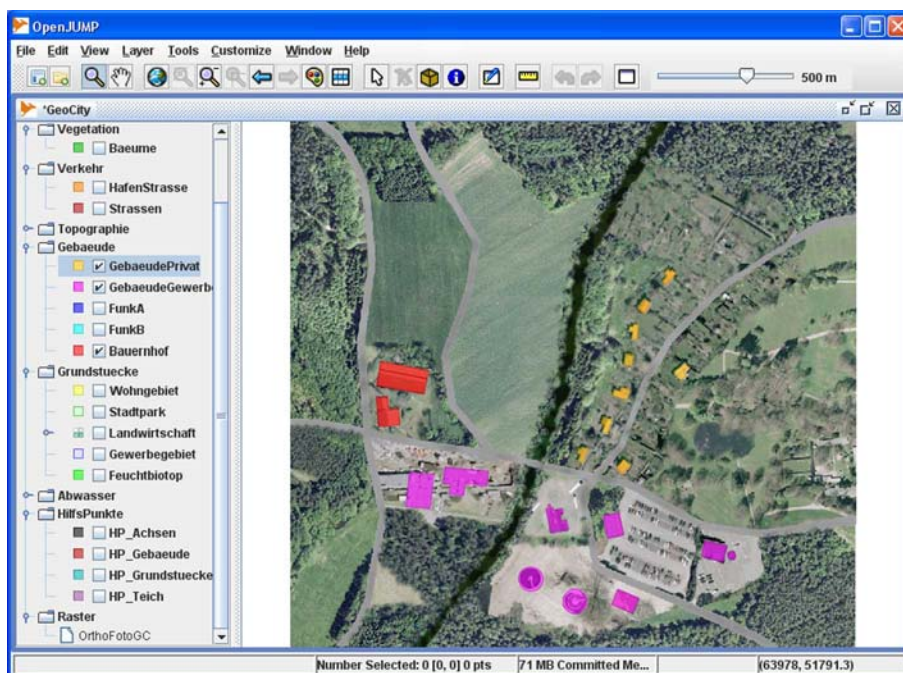 OpenJUMP
File Edit View Layer Tools Customize Window Help
500 m
*GeoCity
Vegetation
Baeume
Verkehr
HafenStrasse
Strassen
Topographie
Gebaeude
GebaeudePrivat
GebaeudeGewerbe
FunkA
FunkB
Bauernhof
Grundstuecke
Wohngebiet
Stadtpark
Landwirtschaft
Gewerbegebiet
Feuchtbiotop
Abwasser
HilfsPunkte
HP_Achsen
HP_Gebaeude
HP_Grundstuecke
HP_Teich
Raster
OrthoFotoGC
Number Selected: 0 [0, 0] 0 pts 71 MB Committed Me... (63978, 51791.3)